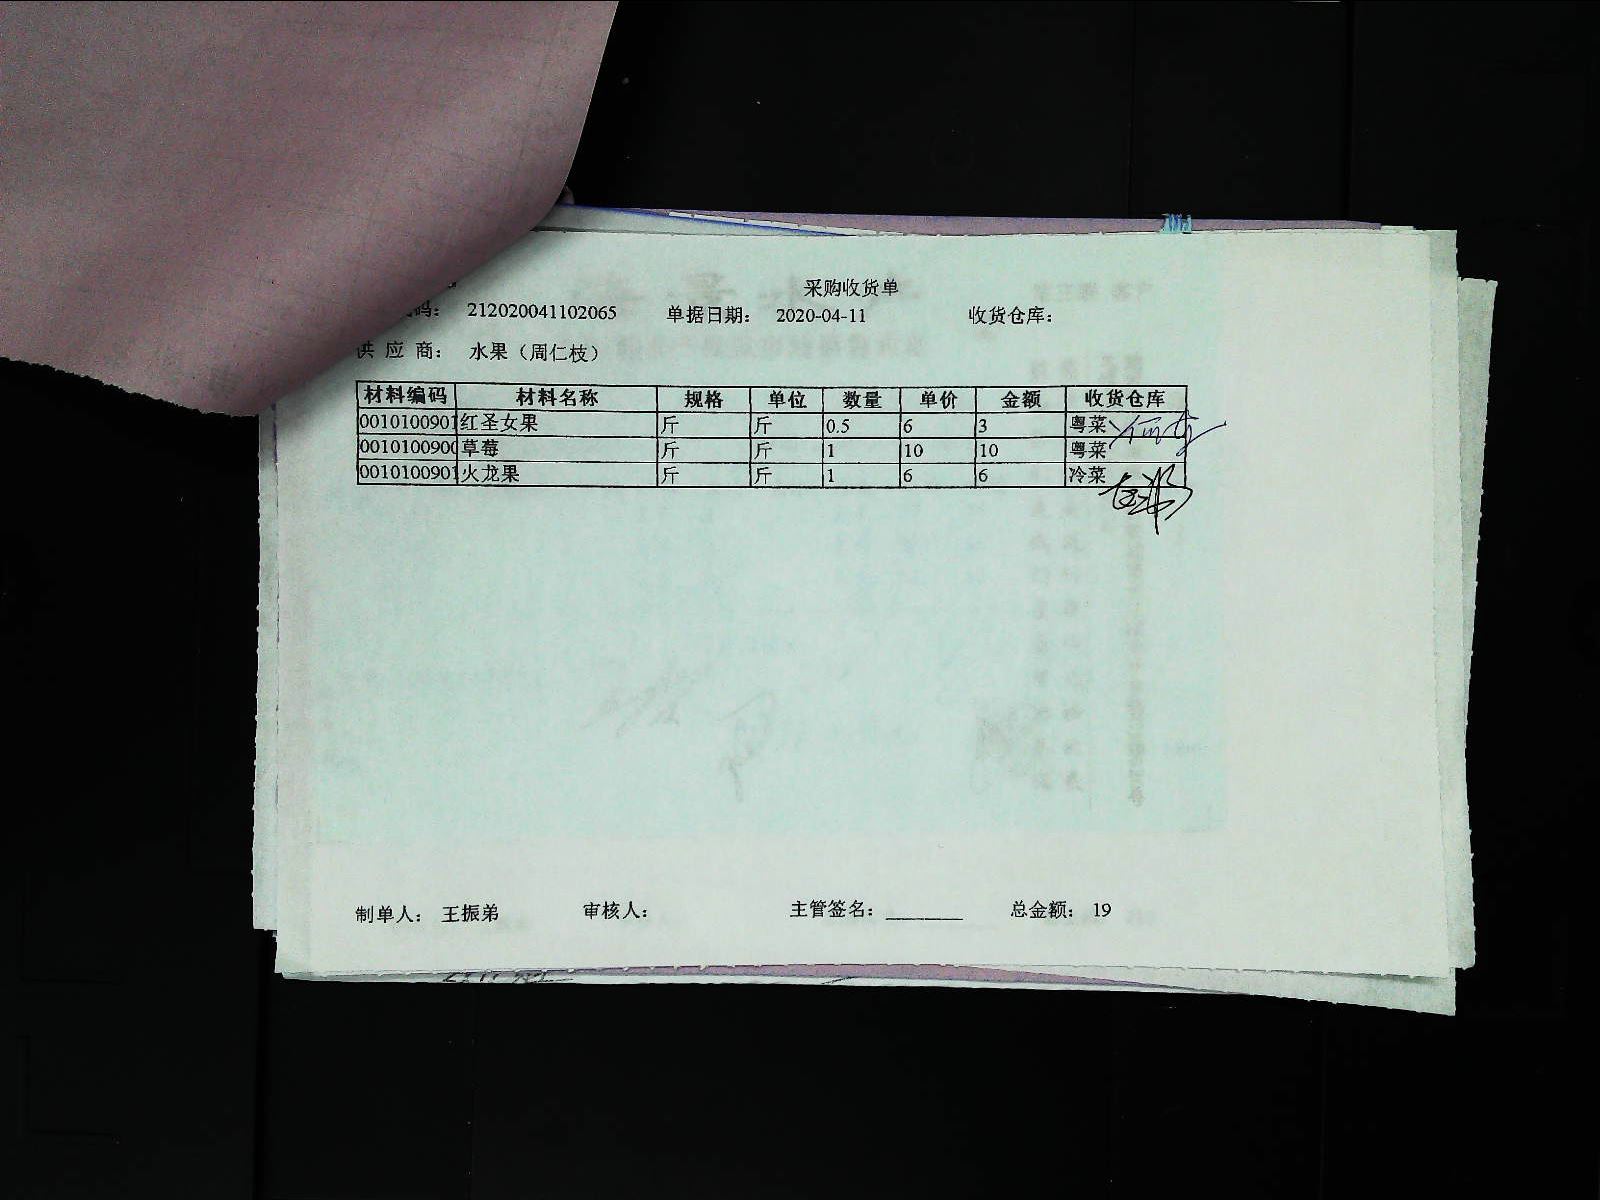 采购收货单
码： 212020041102065 单据日期： 2020-04-11 收货仓库：
供 应 商： 水果（周仁枝）
材料编码 材料名称 规格 单位 数量 单价 金额 收货仓库
0010100901 红圣女果 斤 斤 0.5 6 3 粤菜
0010100900 草莓 斤 斤 1 10 10 粤菜
0010100901 火龙果 斤 斤 1 6 6 冷菜
制单人： 王振弟 审核人： 主管签名： ________ 总金额： 19